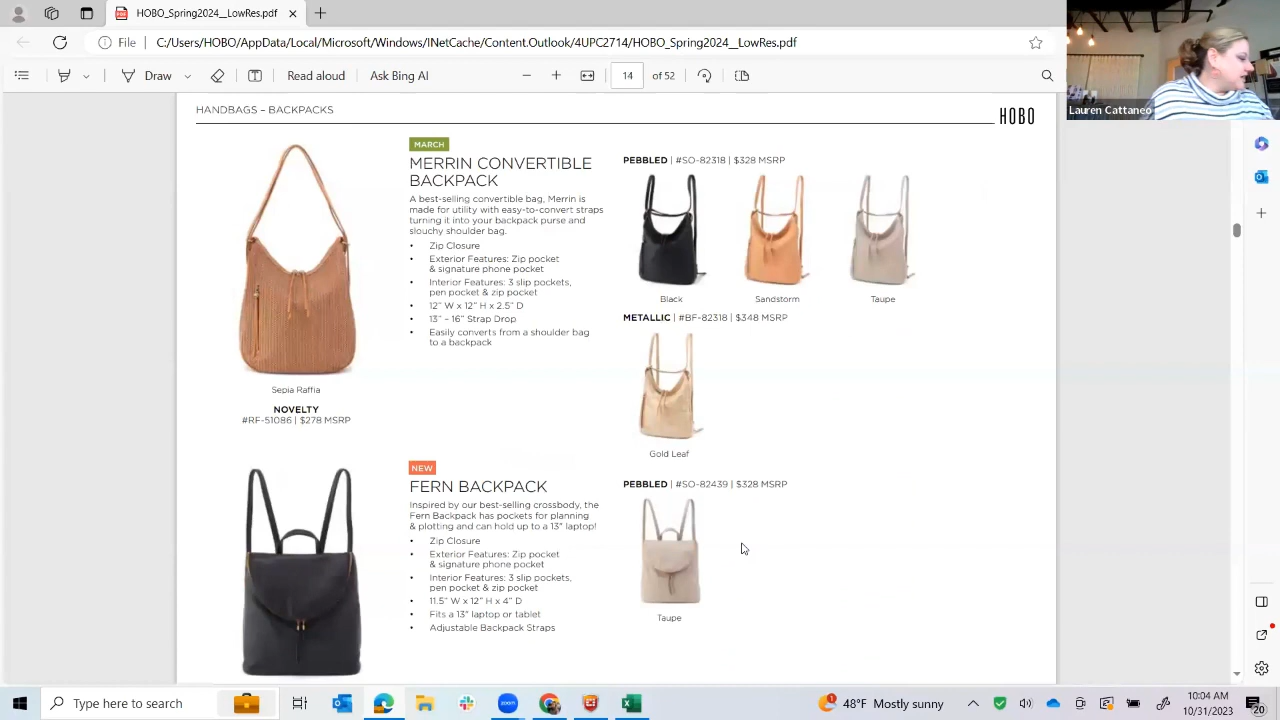 HOBO_Spring2024__LowRes.pdf
File
C:/Users/HOBO/AppData/Local/Microsoft/Windows/INetCache/Content.Outlook/4UPC2714/HOBO_Spring2024__LowRes.pdf
Draw
Read aloud
Ask Bing AI
14
of 52
Lauren Cattaneo
HANDBAGS – BACKPACKS
HOBO
MARCH
MERRIN CONVERTIBLE
BACKPACK
A best-selling convertible bag, Merrin is
made for utility with easy-to-convert straps
turning it into your backpack purse and
slouchy shoulder bag.
• Zip Closure
• Exterior Features: Zip pocket
& signature phone pocket
• Interior Features: 3 slip pockets,
pen pocket & zip pocket
• 12" W x 12" H x 2.5" D
• 13" – 16" Strap Drop
• Easily converts from a shoulder bag
to a backpack
Sepia Raffia
NOVELTY
#RF-51086 | $278 MSRP
PEBBLED | #SO-82318 | $328 MSRP
Black
Sandstorm
Taupe
METALLIC | #BF-82318 | $348 MSRP
Gold Leaf
NEW
FERN BACKPACK
Inspired by our best-selling crossbody, the
Fern Backpack has pockets for planning
& plotting and can hold up to a 13" laptop!
• Zip Closure
• Exterior Features: Zip pocket
& signature phone pocket
• Interior Features: 3 slip pockets,
pen pocket & zip pocket
• 11.5" W x 12" H x 4" D
• Fits a 13" laptop or tablet
• Adjustable Backpack Straps
PEBBLED | #SO-82439 | $328 MSRP
Taupe
Type here to search
zoom
48°F Mostly sunny
10:04 AM
10/31/2023
20